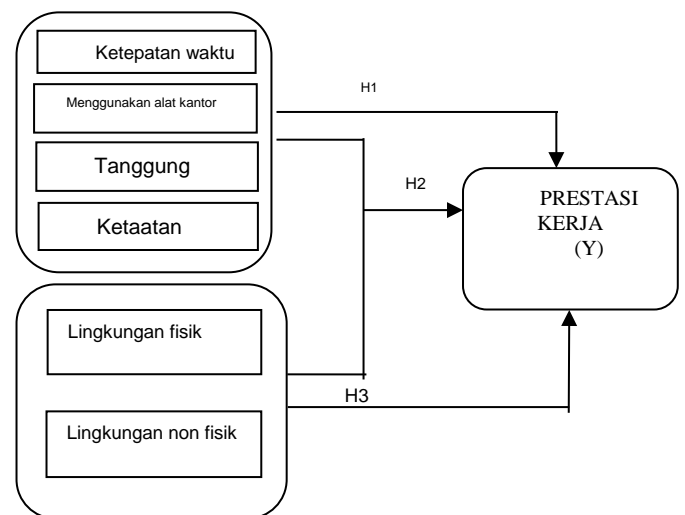 Ketepatan waktu
Menggunakan alat kantor
Tanggung
Ketaatan
Lingkungan fisik
Lingkungan non fisik
H1
H2
H3
PRESTASI
KERJA
(Y)